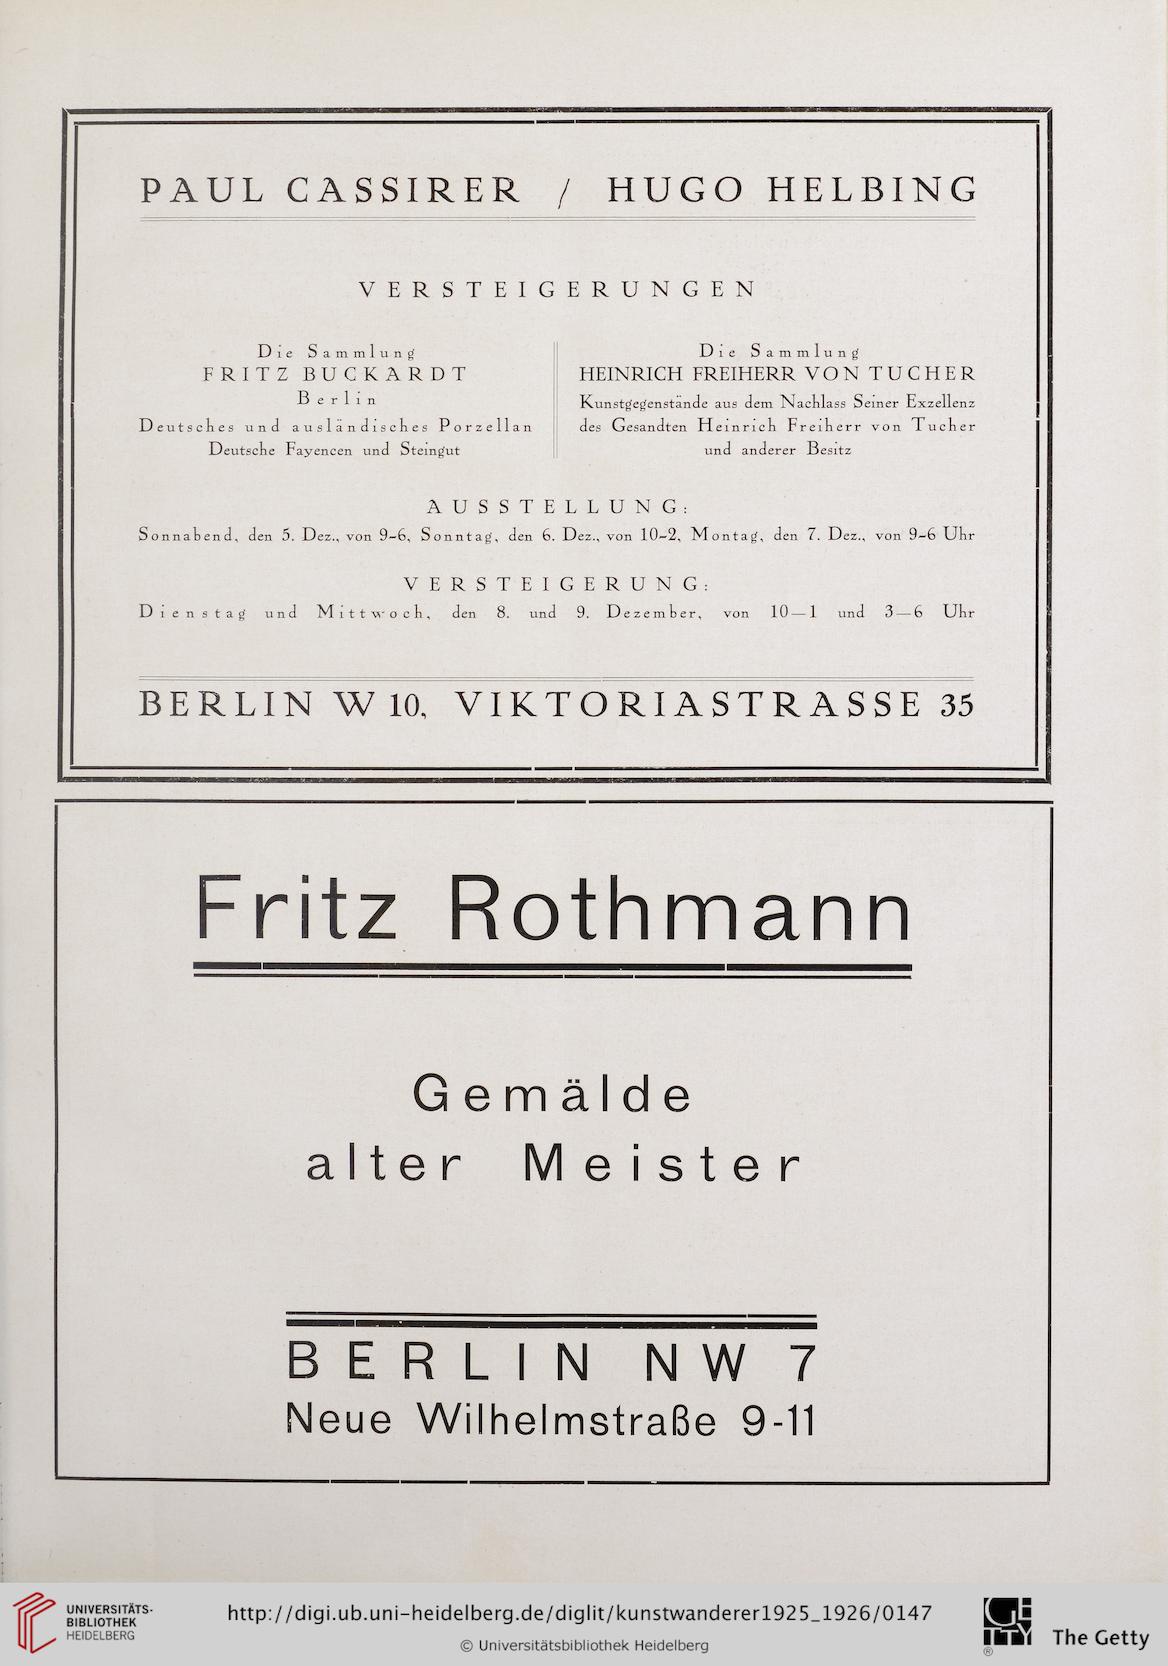 PAUL CASSIRER / HUGO HELBING
VERSTEIGERUNGEN
Die Sammlung
FRITZ BUCKARDT
Berlin
Deutsches und ausländisches Porzellan
Deutsche Fayencen und Steingut
Die Sammlung
HEINRICH FREIHERR VON TUCHER
Kunstgegenstände aus dem Nachlass Seiner Exzellenz
des Gesandten Heinrich Freiherr von Tucher
und anderer Besitz
AUSSTELLUNG:
Sonnabend, den 5. Dez., von 9-6, Sonntag, den 6. Dez., von 10-2, Montag, den 7. Dez., von 9-6 Uhr
VERSTEIGERUNG:
Dienstag und Mittwoch, den 8. und 9. Dezember, von 10—1 und 3—6 Uhr
BERLIN W 10, VIKTORIASTRASSE 35
Fritz Rothmann
Gemälde
alter Meister
BERLIN NW 7
Neue Wilhelmstraße 9-11
UNIVERSITÄTS-
BIBLIOTHEK
HEIDELBERG
http://digi.ub.uni-heidelberg.de/diglit/kunstwanderer1925_1926/0147
© Universitätsbibliothek Heidelberg
GETTY
®
The Getty